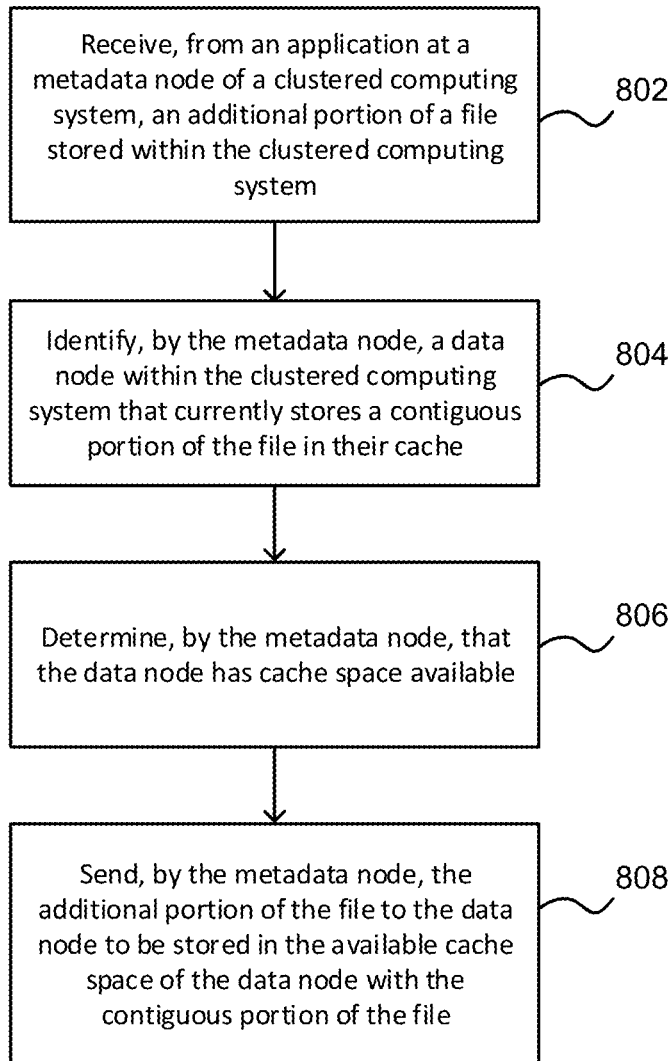 Receive, from an application at a
metadata node of a clustered computing
system, an additional portion of a file
stored within the clustered computing
system
802
Identify, by the metadata node, a data
node within the clustered computing
system that currently stores a contiguous
portion of the file in their cache
804
Determine, by the metadata node, that
the data node has cache space available
806
Send, by the metadata node, the
additional portion of the file to the data
node to be stored in the available cache
space of the data node with the
contiguous portion of the file
808